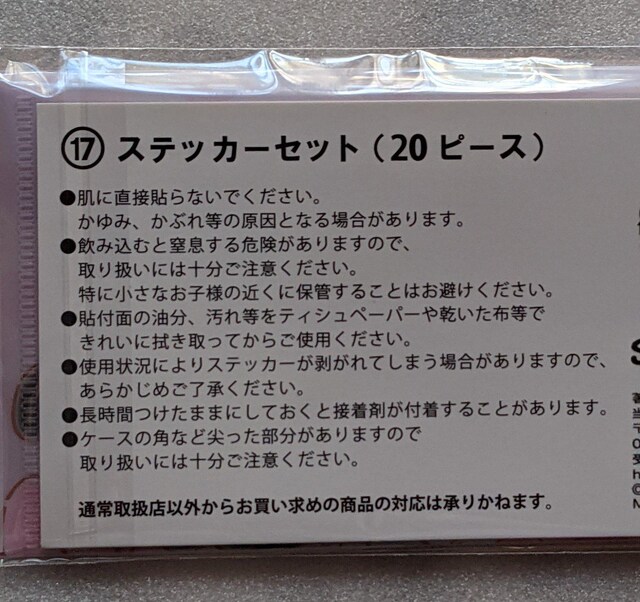 ⑰ ステッカーセット（20 ピース）
●肌に直接貼らないでください。
かゆみ、かぶれ等の原因となる場合があります。
●飲み込むと窒息する危険がありますので、
取り扱いには十分ご注意ください。
特に小さなお子様の近くに保管することはお避けください。
●貼付面の油分、汚れ等をティシュペーパーや乾いた布等で
きれいに拭き取ってからご使用ください。
●使用状況によりステッカーが剥がれてしまう場合がありますので、
あらかじめご了承ください。
●長時間つけたままにしておくと接着剤が付着することがあります。
●ケースの角など尖った部分がありますので
取り扱いには十分ご注意ください。
通常取扱店以外からお買い求めの商品の対応は承りかねます。
S
著
当
〒
0
受
h
©
M